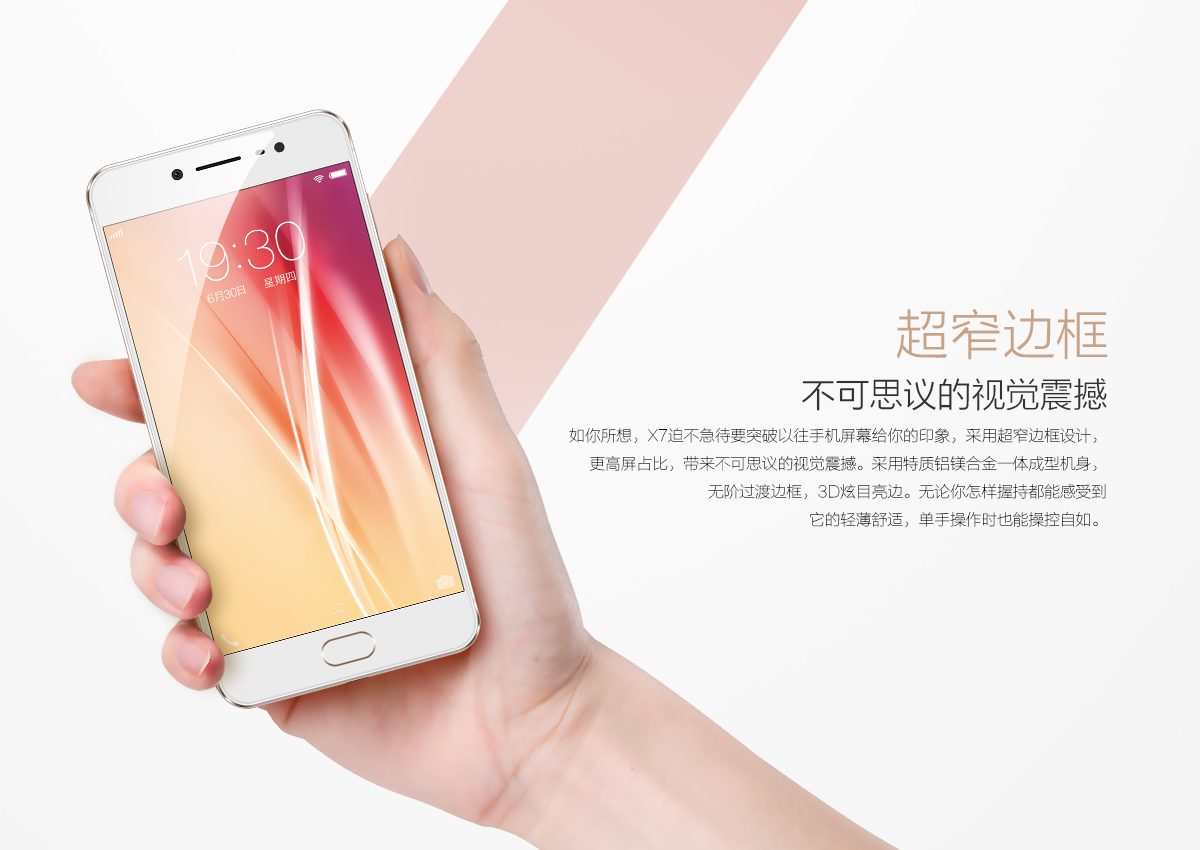 19:30
6月30日 星期四
超窄边框
不可思议的视觉震撼
如你所想，X7迫不急待要突破以往手机屏幕给你的印象，采用超窄边框设计，
更高屏占比，带来不可思议的视觉震撼。采用特质铝镁合金一体成型机身，
无阶过渡边框，3D炫目亮边。无论你怎样握持都能感受到
它的轻薄舒适，单手操作时也能操控自如。